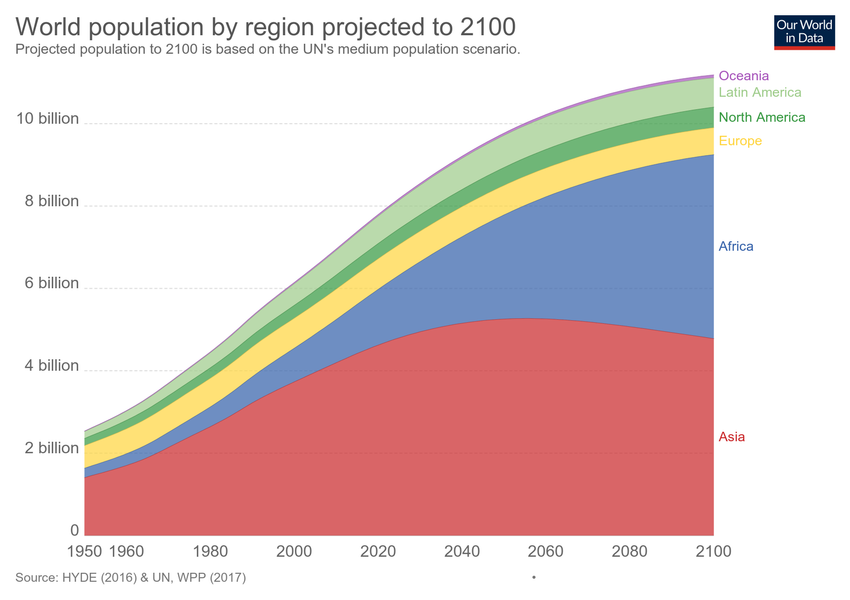 World population by region projected to 2100
Projected population to 2100 is based on the UN's medium population scenario.
Our World
in Data
Oceania
Latin America
North America
Europe
Africa
Asia
10 billion
8 billion
6 billion
4 billion
2 billion
0
1950 1960 1980 2000 2020 2040 2060 2080 2100
Source: HYDE (2016) & UN, WPP (2017)